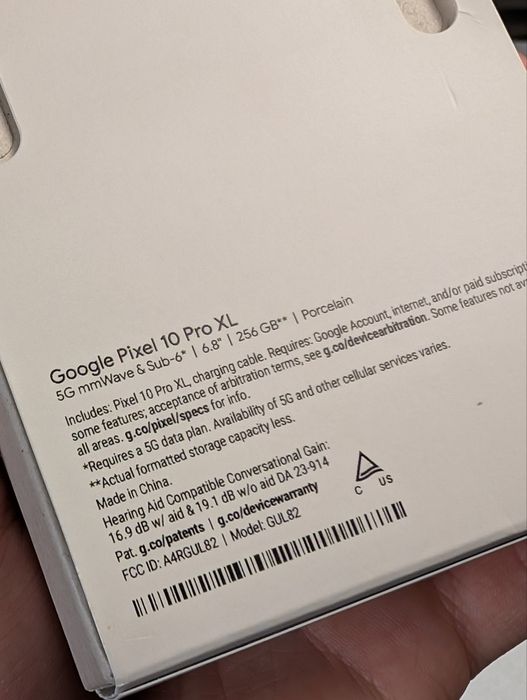 Google Pixel 10 Pro XL
5G mmWave & Sub-6* | 6.8" | 256 GB** | Porcelain
Includes: Pixel 10 Pro XL, charging cable. Requires: Google Account, internet, and/or paid
some features; acceptance of arbitration terms, see g.co/devicearbitration. Some features not
all areas. g.co/pixel/specs for info.
*Requires a 5G data plan. Availability of 5G and other cellular services varies.
**Actual formatted storage capacity less.
Made in China.
Hearing Aid Compatible Conversational Gain:
16.9 dB w/ aid & 19.1 dB w/o aid DA 23-914
Pat. g.co/patents | g.co/devicewarranty
FCC ID: A4RGUL82 | Model: GUL82
C US